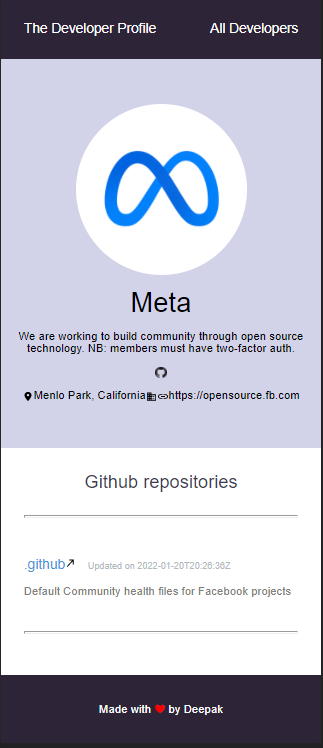 The Developer Profile All Developers
Meta
We are working to build community through open source
technology. NB: members must have two-factor auth.
Menlo Park, California https://opensource.fb.com
Github repositories
.github Updated on 2022-01-20T20:26:36Z
Default Community health files for Facebook projects
Made with ❤ by Deepak